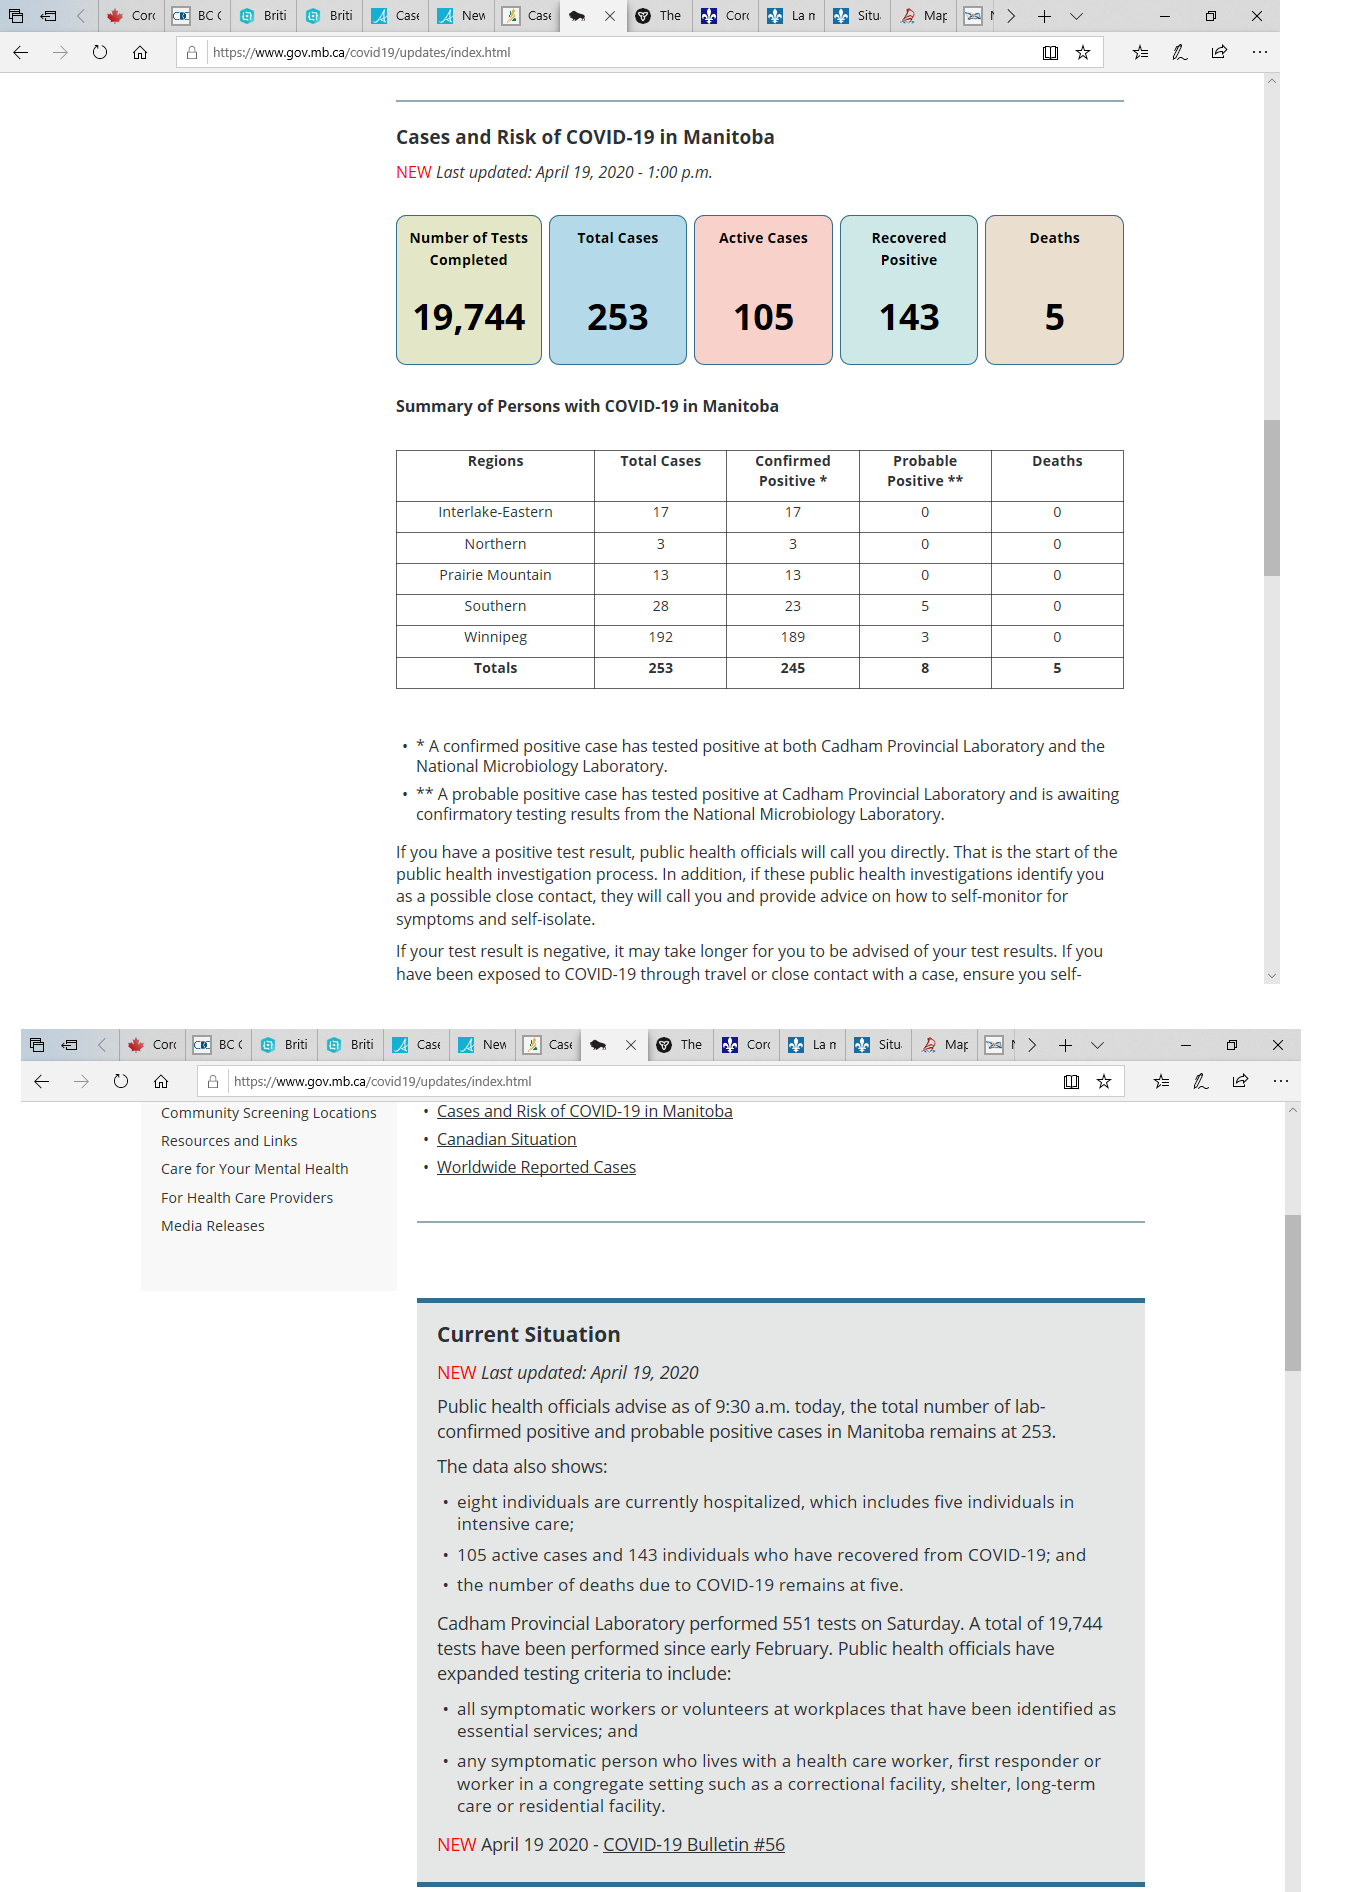 Corc
BC C
Briti
Briti
Case
New
Case
The
Corc
La m
Situ
Map
https://www.gov.mb.ca/covid19/updates/index.html
Cases and Risk of COVID-19 in Manitoba
NEW Last updated: April 19, 2020 - 1:00 p.m.
Number of Tests Completed
19,744
Total Cases
253
Active Cases
105
Recovered Positive
143
Deaths
5
Summary of Persons with COVID-19 in Manitoba
Regions Total Cases Confirmed Positive * Probable Positive ** Deaths
Interlake-Eastern 17 17 0 0
Northern 3 3 0 0
Prairie Mountain 13 13 0 0
Southern 28 23 5 0
Winnipeg 192 189 3 0
Totals 253 245 8 5
• * A confirmed positive case has tested positive at both Cadham Provincial Laboratory and the
National Microbiology Laboratory.
• ** A probable positive case has tested positive at Cadham Provincial Laboratory and is awaiting
confirmatory testing results from the National Microbiology Laboratory.
If you have a positive test result, public health officials will call you directly. That is the start of the
public health investigation process. In addition, if these public health investigations identify you
as a possible close contact, they will call you and provide advice on how to self-monitor for
symptoms and self-isolate.
If your test result is negative, it may take longer for you to be advised of your test results. If you
have been exposed to COVID-19 through travel or close contact with a case, ensure you self-
Corc
BC C
Briti
Briti
Case
New
Case
The
Corc
La m
Situ
Map
https://www.gov.mb.ca/covid19/updates/index.html
Community Screening Locations
Resources and Links
Care for Your Mental Health
For Health Care Providers
Media Releases
• Cases and Risk of COVID-19 in Manitoba
• Canadian Situation
• Worldwide Reported Cases
Current Situation
NEW Last updated: April 19, 2020
Public health officials advise as of 9:30 a.m. today, the total number of lab-
confirmed positive and probable positive cases in Manitoba remains at 253.
The data also shows:
• eight individuals are currently hospitalized, which includes five individuals in
intensive care;
• 105 active cases and 143 individuals who have recovered from COVID-19; and
• the number of deaths due to COVID-19 remains at five.
Cadham Provincial Laboratory performed 551 tests on Saturday. A total of 19,744
tests have been performed since early February. Public health officials have
expanded testing criteria to include:
• all symptomatic workers or volunteers at workplaces that have been identified as
essential services; and
• any symptomatic person who lives with a health care worker, first responder or
worker in a congregate setting such as a correctional facility, shelter, long-term
care or residential facility.
NEW April 19 2020 - COVID-19 Bulletin #56